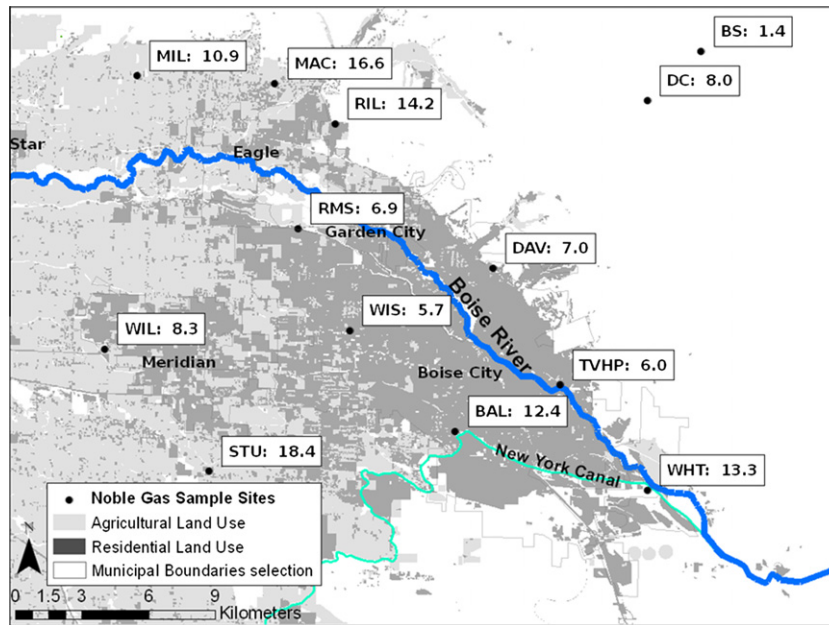 BS: 1.4
MIL: 10.9
MAC: 16.6
DC: 8.0
RIL: 14.2
Star
Eagle
RMS: 6.9
Garden City
DAV: 7.0
Boise River
WIL: 8.3
WIS: 5.7
Meridian
Boise City
TVHP: 6.0
BAL: 12.4
STU: 18.4
New York Canal
WHT: 13.3
Noble Gas Sample Sites
N
Agricultural Land Use
Residential Land Use
Municipal Boundaries selection
0 1.5 3 6 9
Kilometers